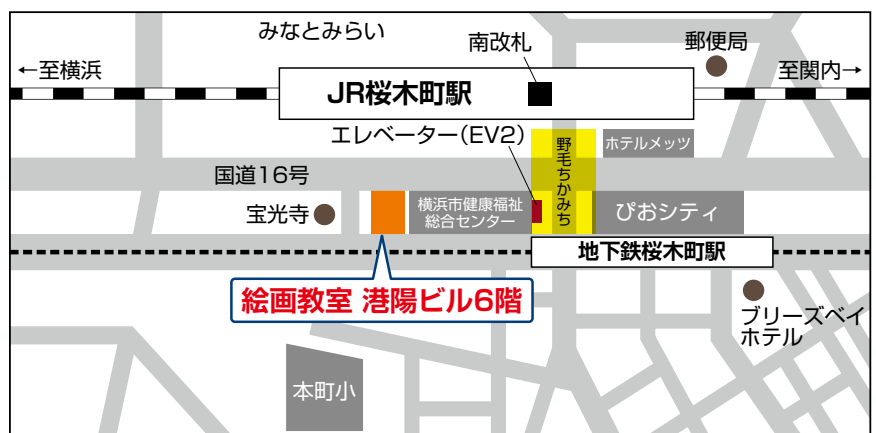 みなとみらい
南改札
郵便局
←至横浜
至関内→
JR桜木町駅
エレベーター(EV2)
野毛ちかみち
ホテルメッツ
国道16号
宝光寺
横浜市健康福祉
総合センター
ぴおシティ
地下鉄桜木町駅
絵画教室 港陽ビル6階
ブリーズベイ
ホテル
本町小